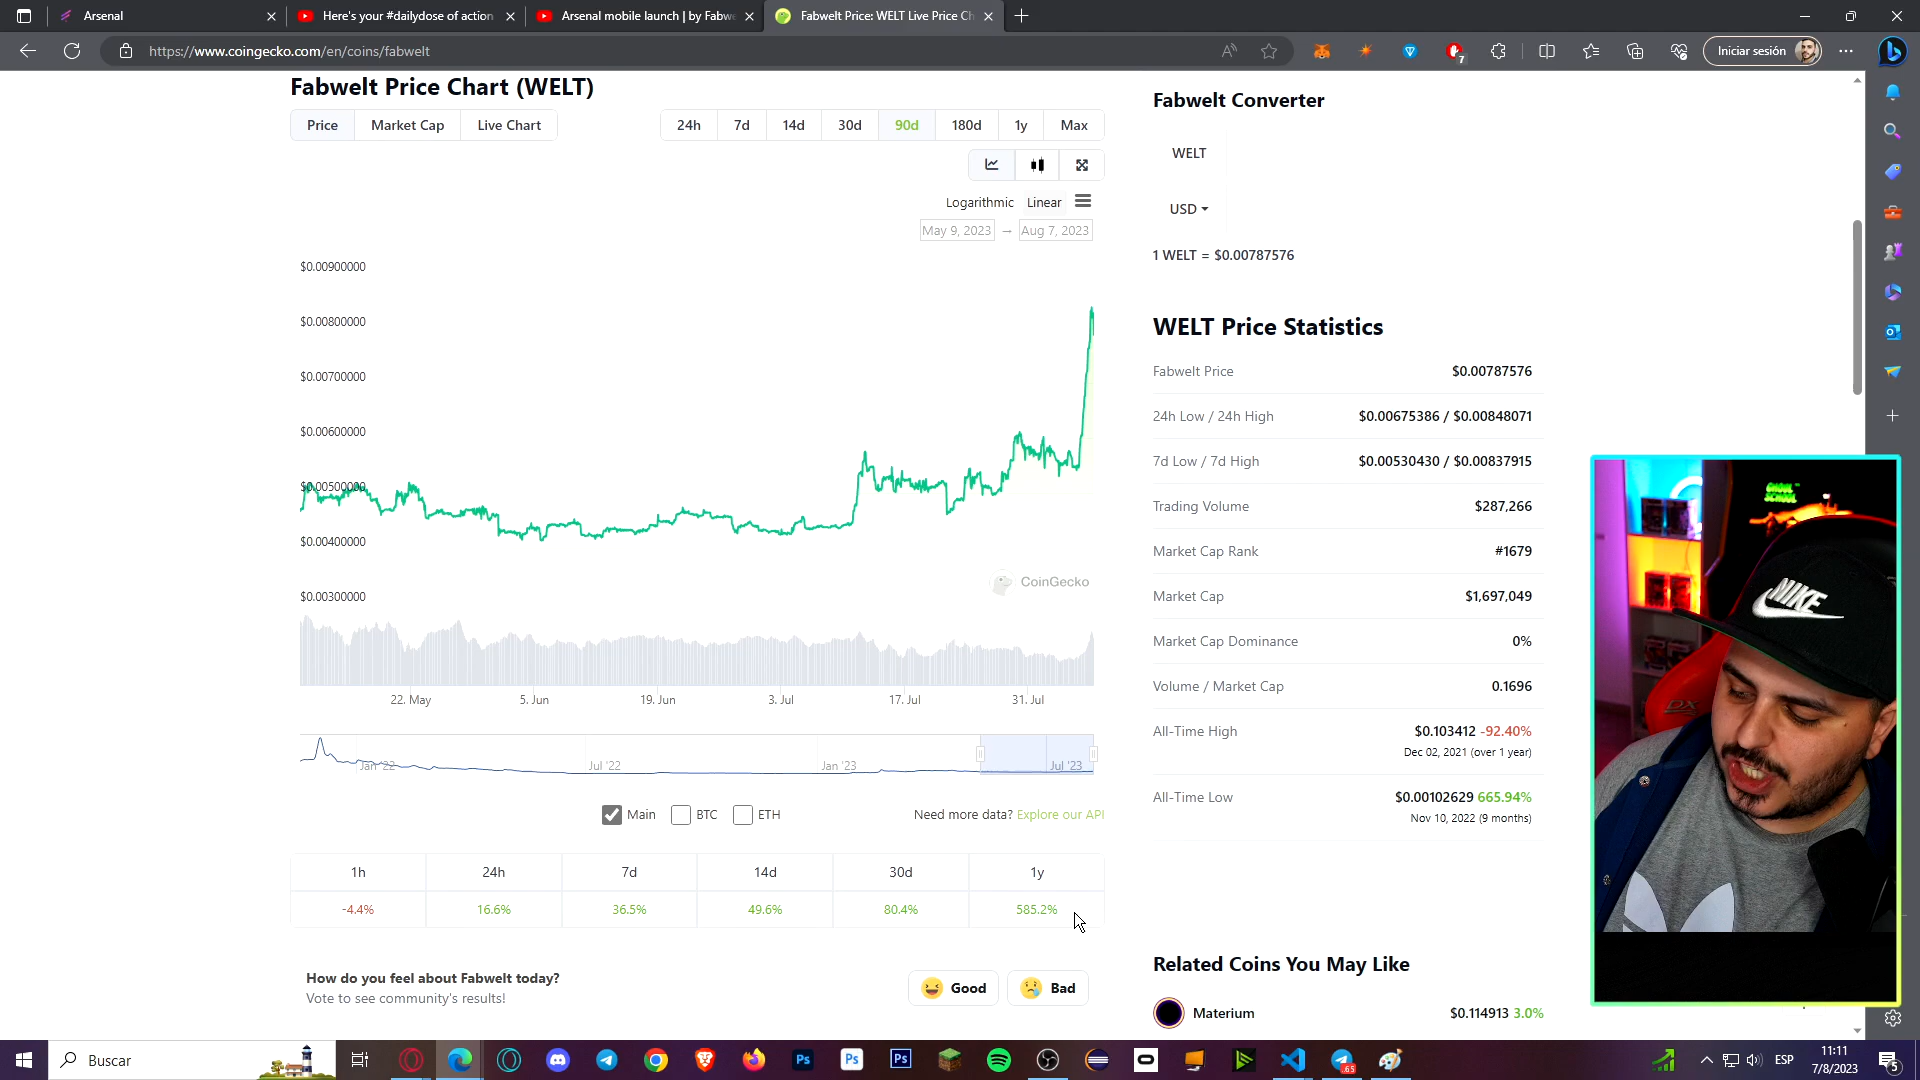 Arsenal
Here's your #dailydose of action
Arsenal mobile launch | by Fabwe
Fabwelt Price: WELT Live Price Ch
https://www.coingecko.com/en/coins/fabwelt
7
Iniciar sesión
Fabwelt Price Chart (WELT)
Price
Market Cap
Live Chart
24h
7d
14d
30d
90d
180d
1y
Max
Logarithmic
Linear
May 9, 2023 → Aug 7, 2023
$0.00900000
$0.00800000
$0.00700000
$0.00600000
$0.00500000
$0.00400000
$0.00300000
CoinGecko
22. May
5. Jun
19. Jun
3. Jul
17. Jul
31. Jul
Jan '22
Jul '22
Jan '23
Jul '23
Main
BTC
ETH
Need more data? Explore our API
1h
24h
7d
14d
30d
1y
-4.4%
16.6%
36.5%
49.6%
80.4%
585.2%
How do you feel about Fabwelt today?
Vote to see community's results!
Good
Bad
Fabwelt Converter
WELT
USD
1 WELT = $0.00787576
WELT Price Statistics
Fabwelt Price $0.00787576
24h Low / 24h High $0.00675386 / $0.00848071
7d Low / 7d High $0.00530430 / $0.00837915
Trading Volume $287,266
Market Cap Rank #1679
Market Cap $1,697,049
Market Cap Dominance 0%
Volume / Market Cap 0.1696
All-Time High $0.103412 -92.40%
Dec 02, 2021 (over 1 year)
All-Time Low $0.00102629 665.94%
Nov 10, 2022 (9 months)
Related Coins You May Like
Materium $0.114913 3.0%
GHOUL
SCHOOL
NIKE
DX
Buscar
Ps
Ps
Ps
.65
ESP
11:11
7/8/2023
5